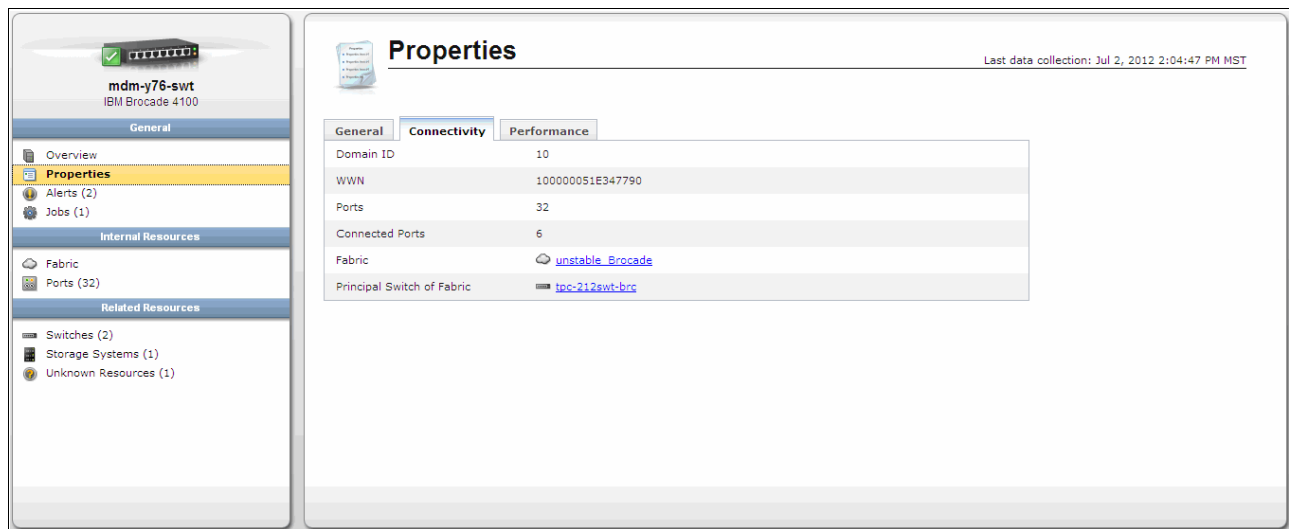 mdm-y76-swt
IBM Brocade 4100
General
Overview
Properties
Alerts (2)
Jobs (1)
Internal Resources
Fabric
Ports (32)
Related Resources
Switches (2)
Storage Systems (1)
Unknown Resources (1)
Properties
Last data collection: Jul 2, 2012 2:04:47 PM MST
General Connectivity Performance
Domain ID 10
WWN 100000051E347790
Ports 32
Connected Ports 6
Fabric unstable_Brocade
Principal Switch of Fabric tpc-212swt-brc